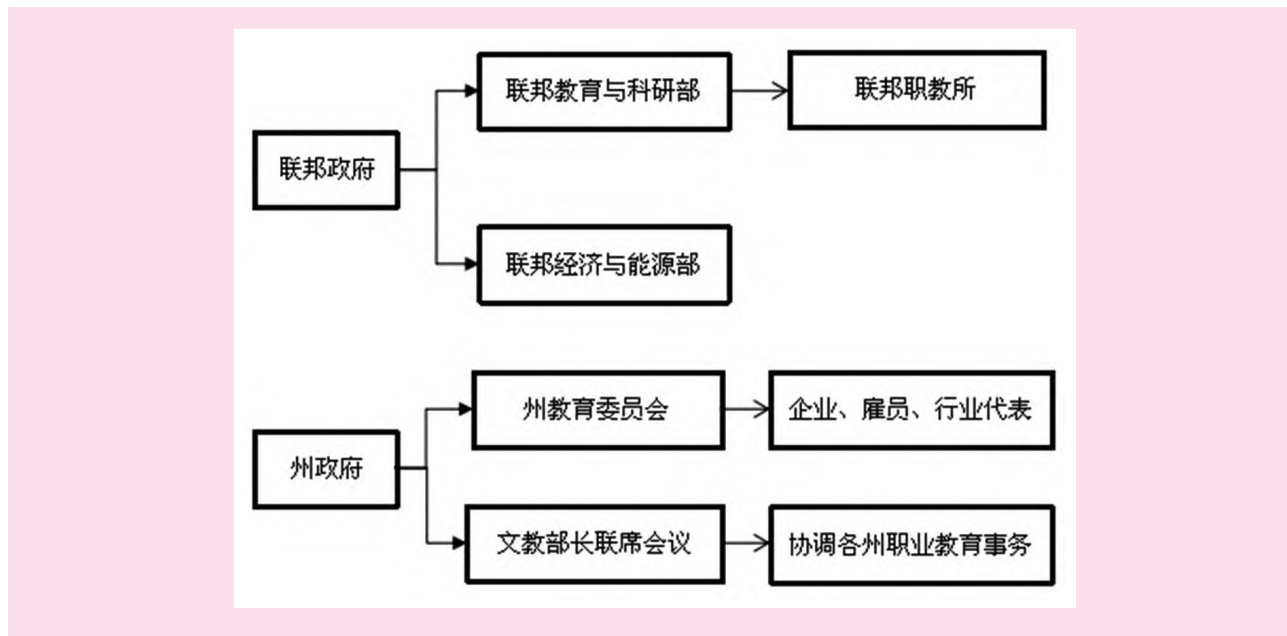 联邦教育与科研部
联邦职教所
联邦政府
联邦经济与能源部
州教育委员会
企业、雇员、行业代表
州政府
文教部长联席会议
协调各州职业教育事务